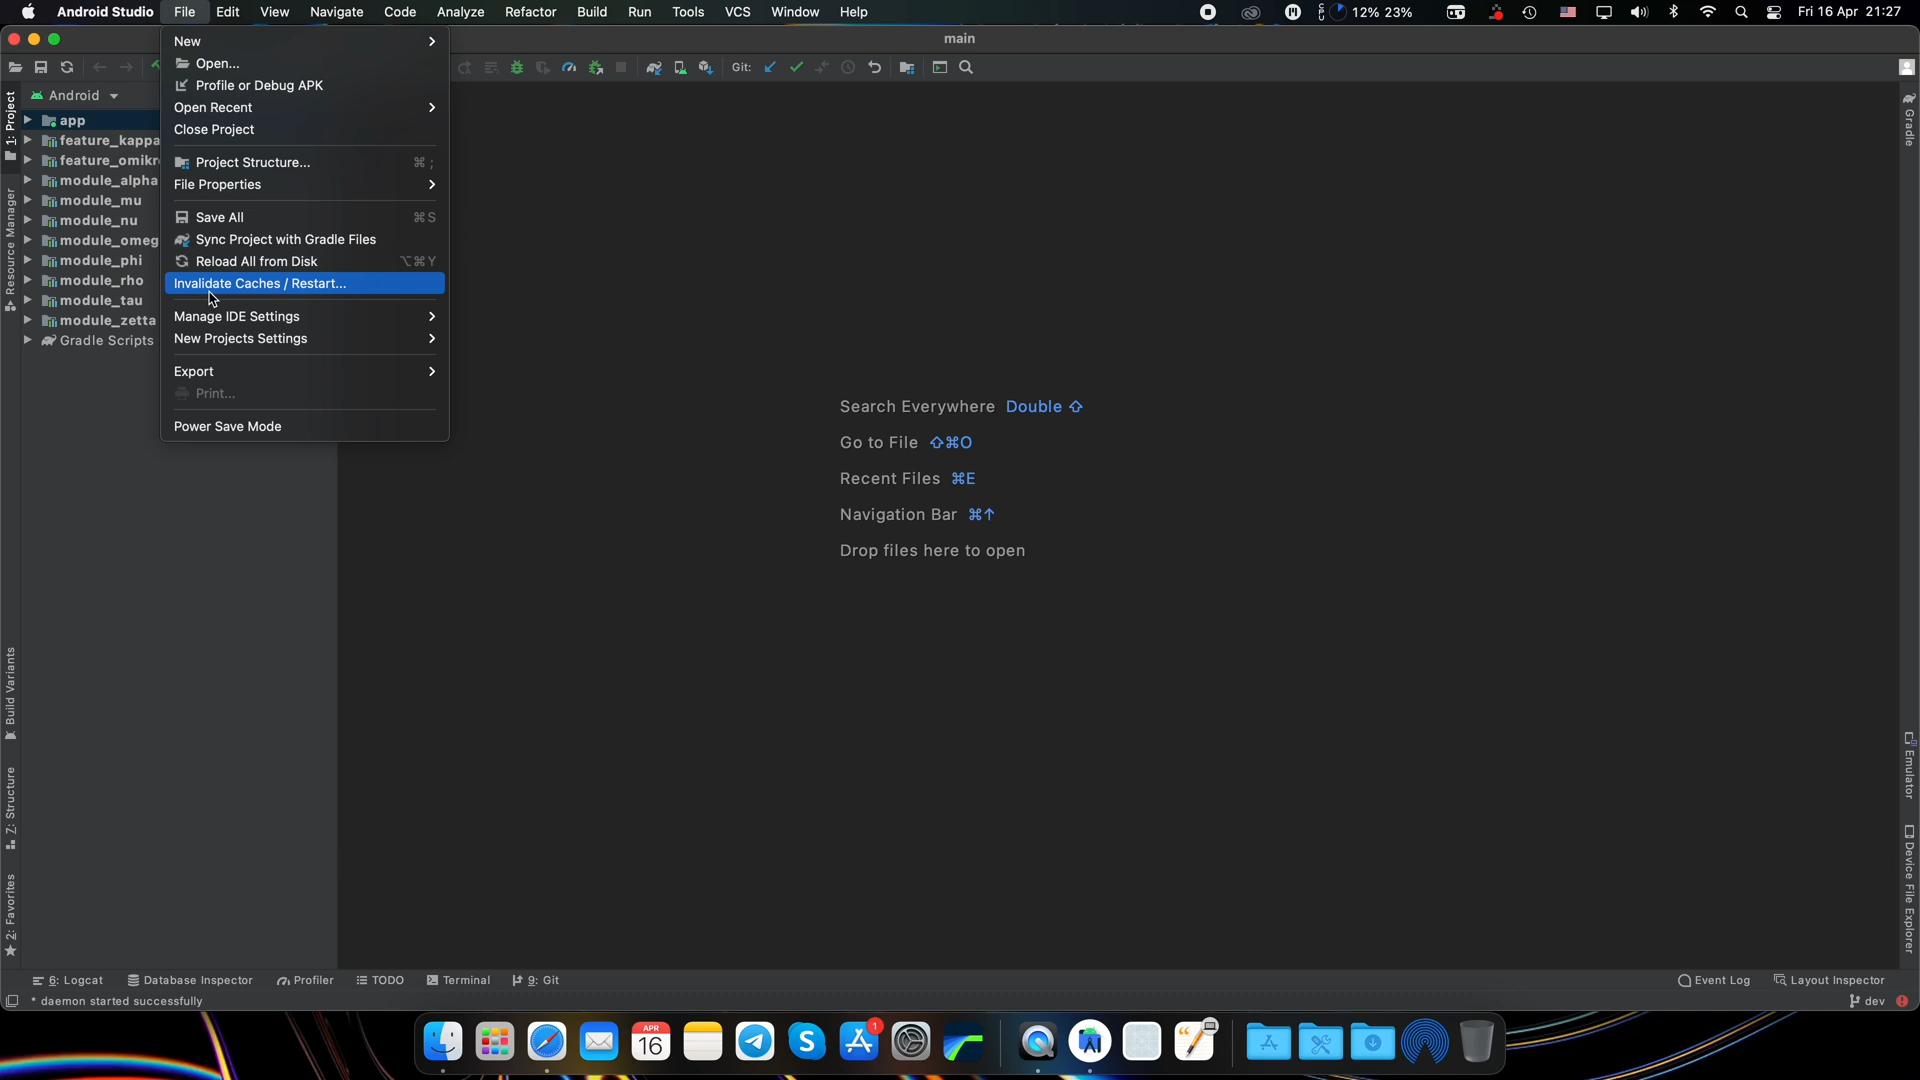 Android Studio File Edit View Navigate Code Analyze Refactor Build Run Tools VCS Window Help 12% 23% Fri 16 Apr 21:27
main
Git:
Android
app
feature_kappa
feature_omikr
module_alpha
module_mu
module_nu
module_omeg
module_phi
module_rho
module_tau
module_zetta
Gradle Scripts
New
Open...
Profile or Debug APK
Open Recent
Close Project
Project Structure... ⌘ ;
File Properties
Save All ⌘S
Sync Project with Gradle Files
Reload All from Disk ⌥⌘Y
Invalidate Caches / Restart...
Manage IDE Settings
New Projects Settings
Export
Print...
Power Save Mode
Search Everywhere Double ⇧
Go to File ⇧⌘O
Recent Files ⌘E
Navigation Bar ⌘↑
Drop files here to open
1: Project
Resource Manager
Build Variants
Z: Structure
2: Favorites
Gradle
Emulator
Device File Explorer
6: Logcat Database Inspector Profiler TODO Terminal 9: Git Event Log Layout Inspector
* daemon started successfully dev
APR
16
1